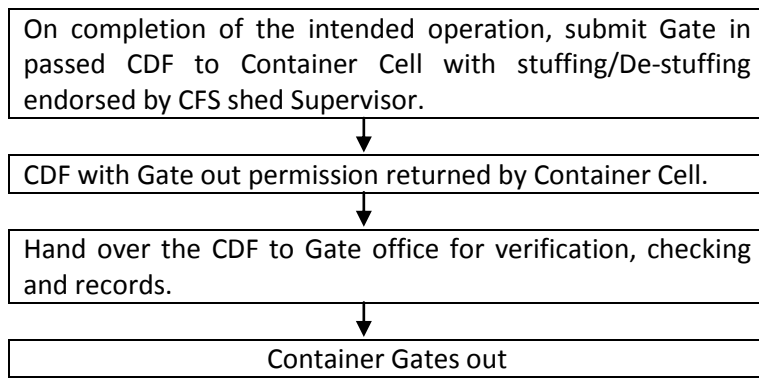 On completion of the intended operation, submit Gate in
passed CDF to Container Cell with stuffing/De-stuffing
endorsed by CFS shed Supervisor.
CDF with Gate out permission returned by Container Cell.
Hand over the CDF to Gate office for verification, checking
and records.
Container Gates out